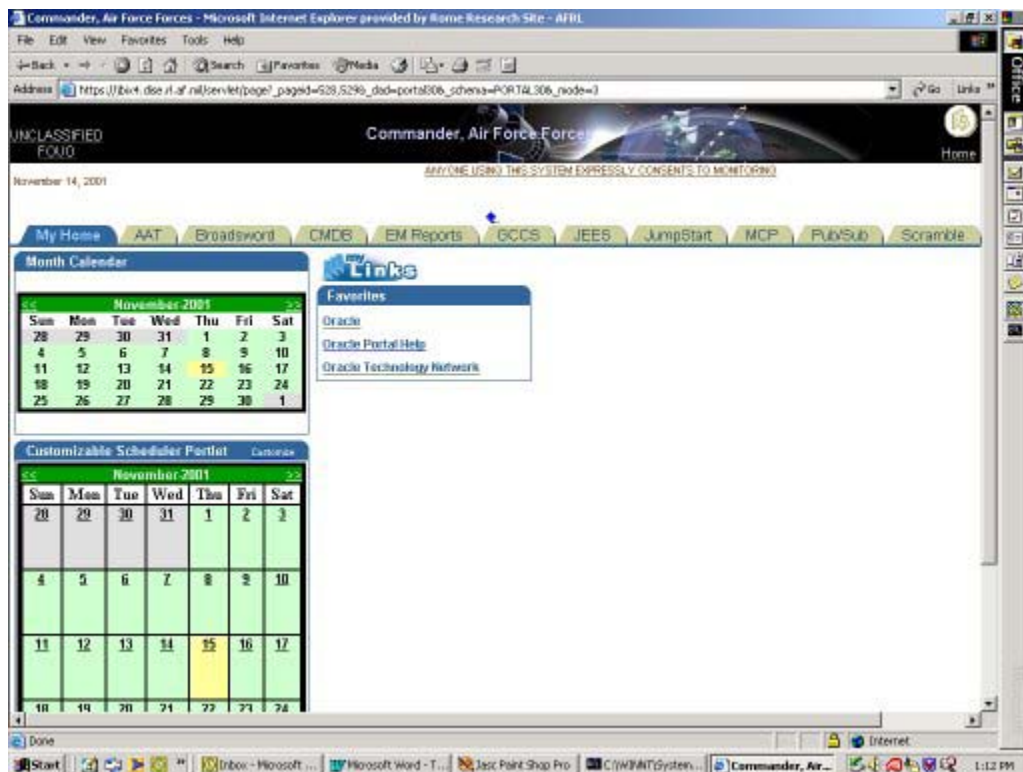 Commander, Air Force Forces - Microsoft Internet Explorer provided by Rome Research Site - AFRL
File Edit View Favorites Tools Help
Back Search Favorites Media
Address Go Links
Office
UNCLASSIFIED
FOUO
Commander, Air Force Forces
Home
November 14, 2001
ANYONE USING THIS SYSTEM EXPRESSLY CONSENTS TO MONITORING
My Home AAT Broadsword CMDB EM Reports GCCS JEES JumpStart MCP Pub/Sub Scramble
Month Calendar
<< November 2001 >>
Sun Mon Tue Wed Thu Fri Sat
28 29 30 31 1 2 3
4 5 6 7 8 9 10
11 12 13 14 15 16 17
18 19 20 21 22 23 24
25 26 27 28 29 30 1
my Links
Favorites
Oracle
Oracle Portal Help
Oracle Technology Network
Customizable Scheduler Portlet Customize
<< November-2001 >>
Sun Mon Tue Wed Thu Fri Sat
28 29 30 31 1 2 3
4 5 6 7 8 9 10
11 12 13 14 15 16 17
18 19 20 21 22 23 24
Done Internet
Start Inbox - Microsoft ... Microsoft Word - T... Jasc Paint Shop Pro C:\WINNT\System... Commander, Air... 1:12 PM